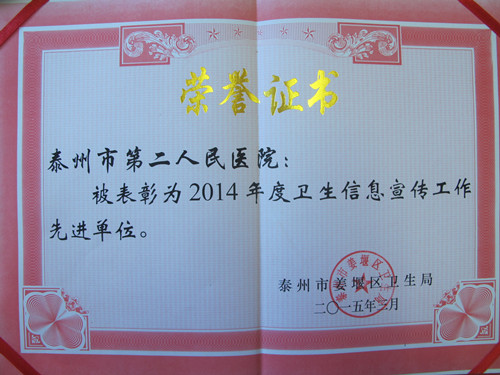 荣誉证书
泰州市第二人民医院：
被表彰为2014年度卫生信息宣传工作
先进单位。
泰州市姜堰区卫生局
二〇一五年二月